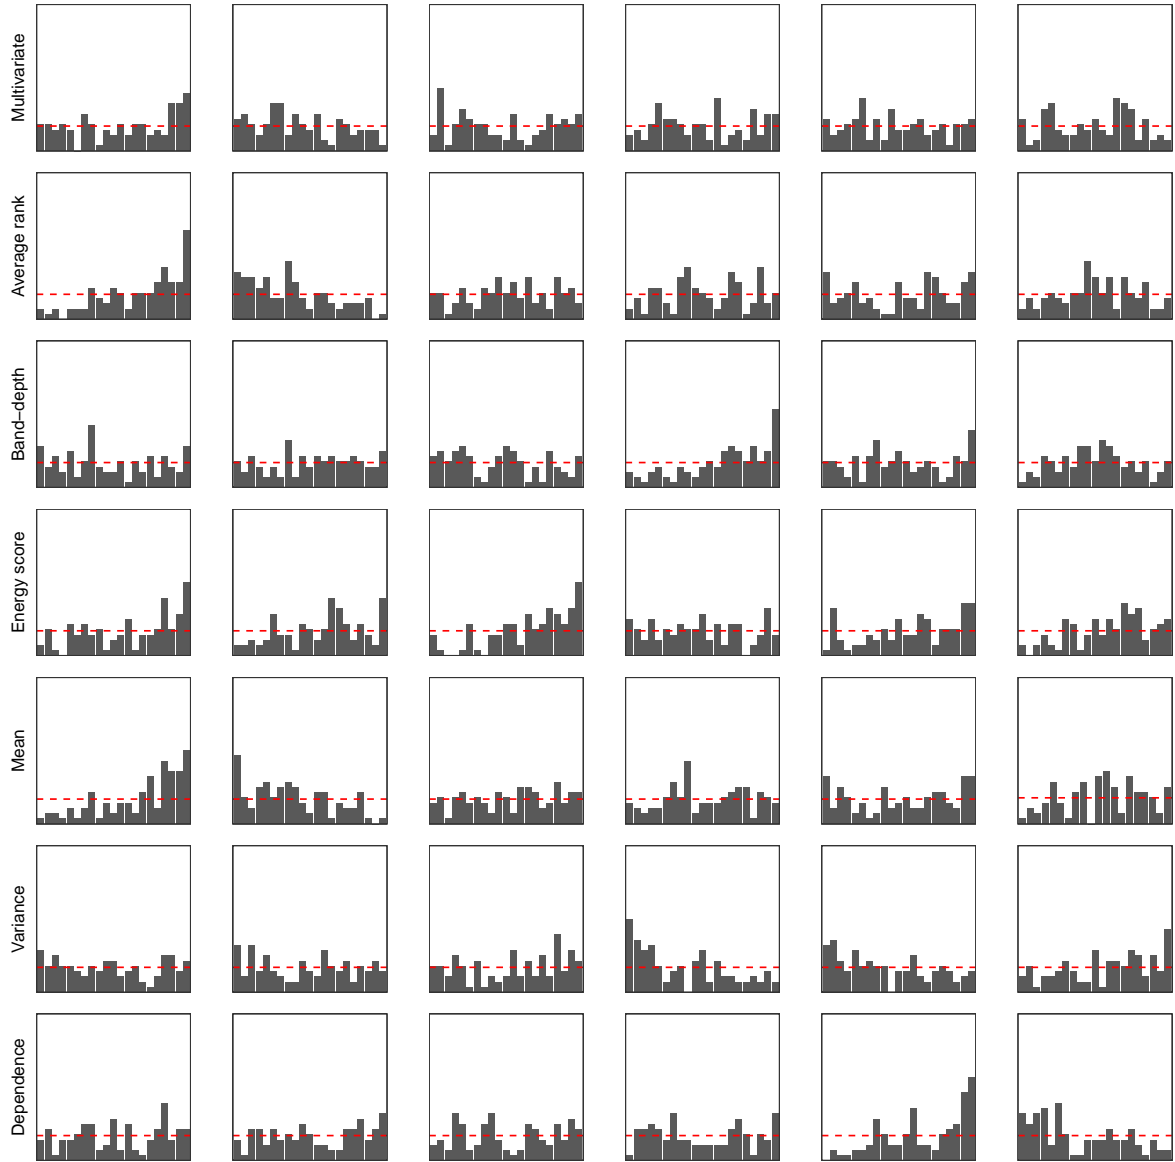 Multivariate
Average rank
Band−depth
Energy score
Mean
Variance
Dependence